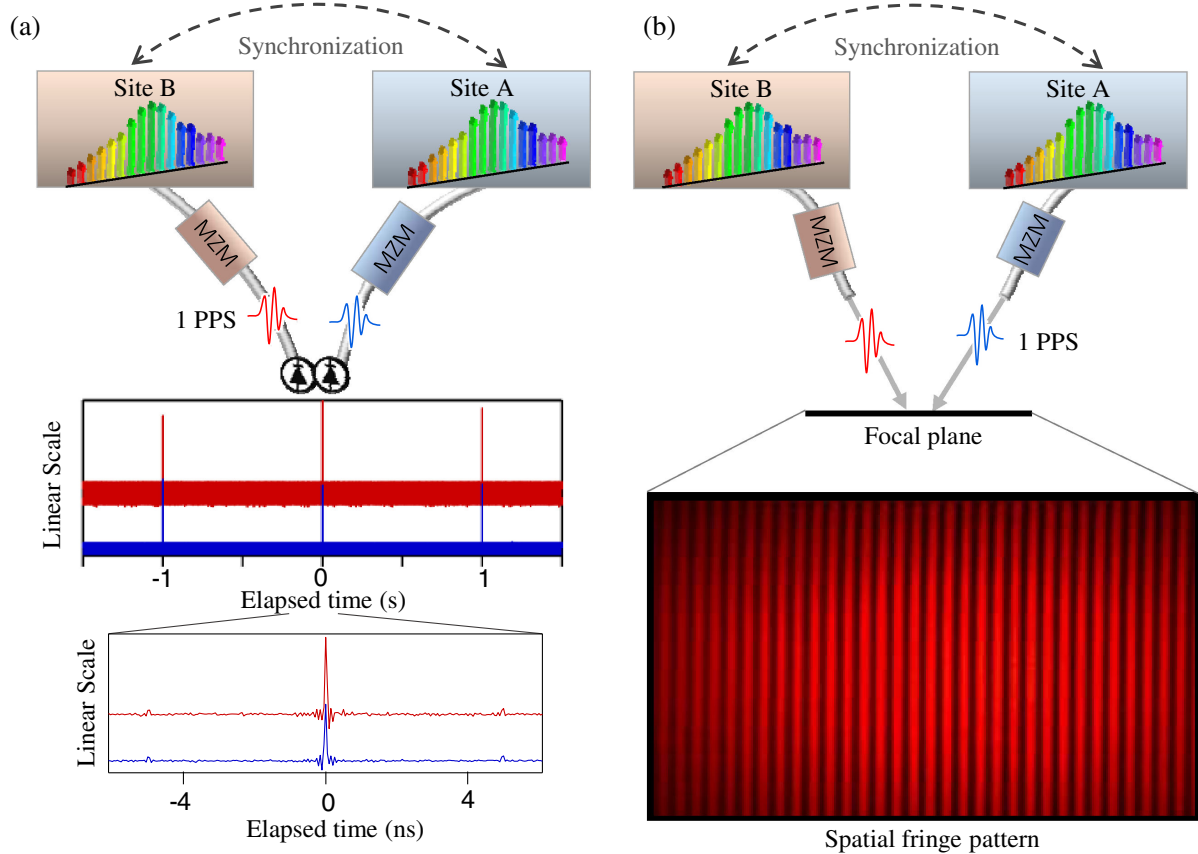 (a)
Synchronization
Site B
Site A
MZM
MZM
1 PPS
Linear Scale
-1
0
1
Elapsed time (s)
Linear Scale
-4
0
4
Elapsed time (ns)
(b)
Synchronization
Site B
Site A
MZM
MZM
1 PPS
Focal plane
Spatial fringe pattern